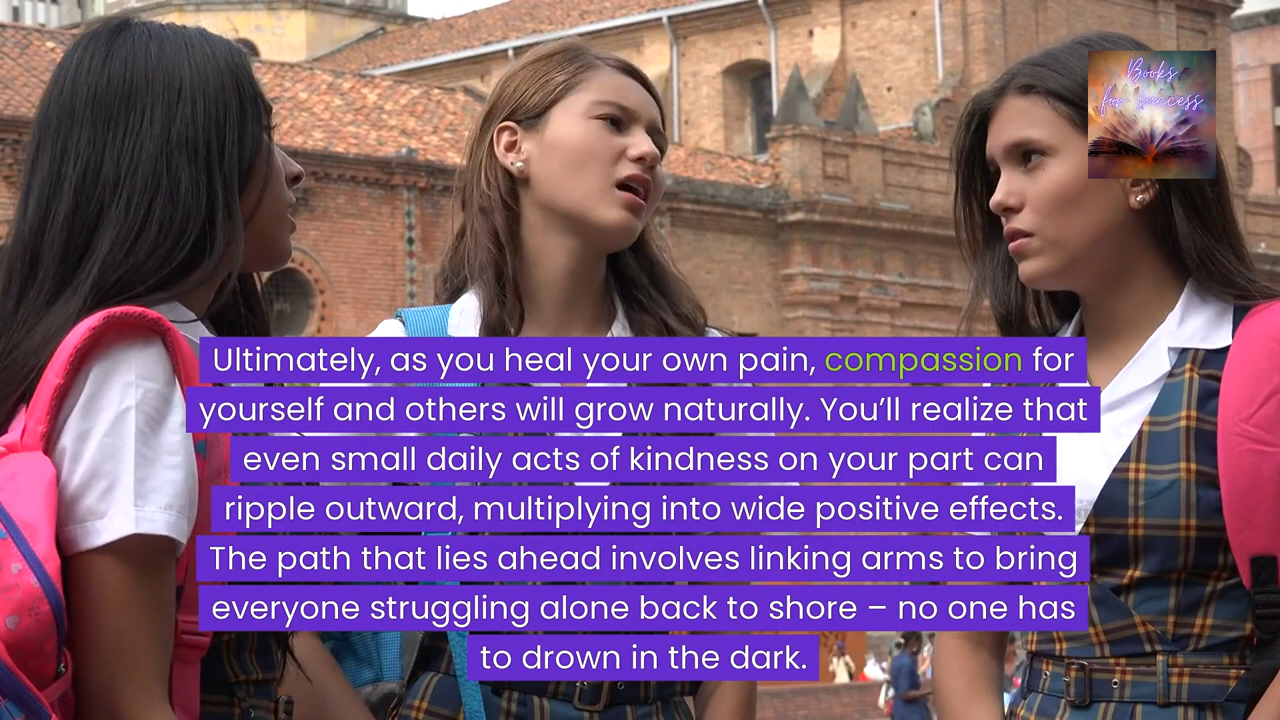 Books
for success
Ultimately, as you heal your own pain, compassion for
yourself and others will grow naturally. You’ll realize that
even small daily acts of kindness on your part can
ripple outward, multiplying into wide positive effects.
The path that lies ahead involves linking arms to bring
everyone struggling alone back to shore – no one has
to drown in the dark.